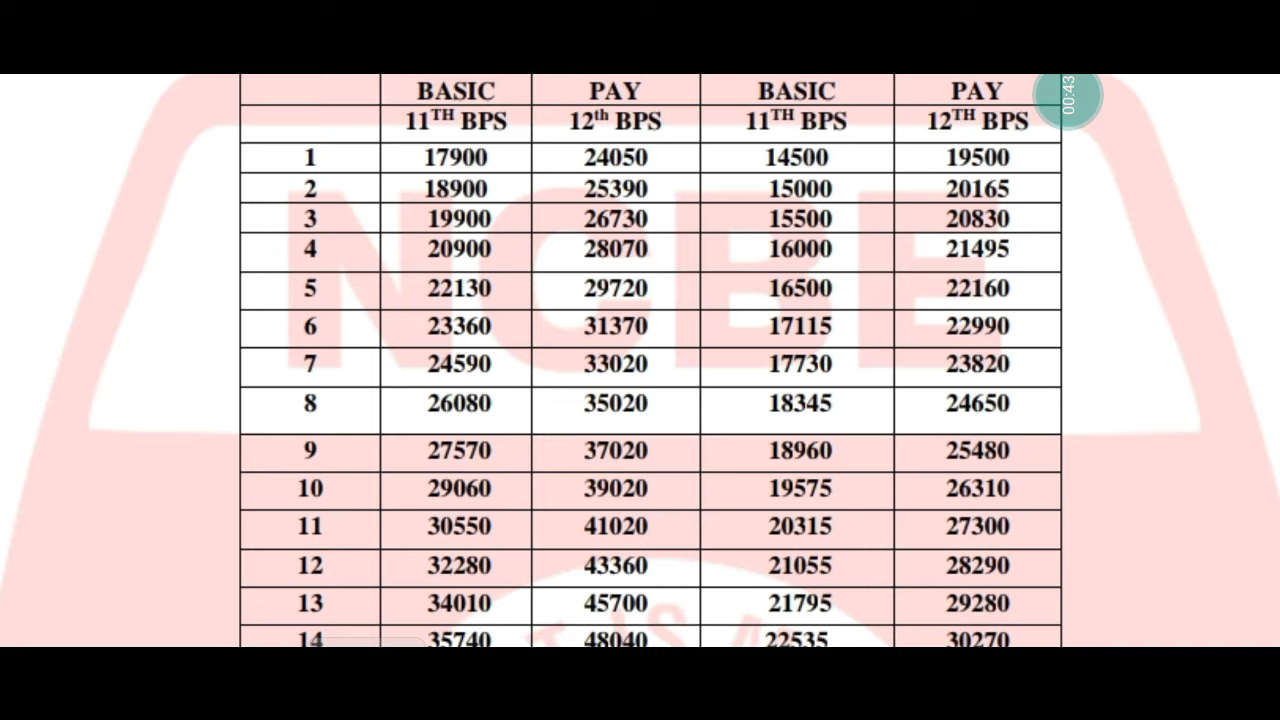 BASIC PAY BASIC PAY
11TH BPS 12th BPS 11TH BPS 12TH BPS
1 17900 24050 14500 19500
2 18900 25390 15000 20165
3 19900 26730 15500 20830
4 20900 28070 16000 21495
5 22130 29720 16500 22160
6 23360 31370 17115 22990
7 24590 33020 17730 23820
8 26080 35020 18345 24650
9 27570 37020 18960 25480
10 29060 39020 19575 26310
11 30550 41020 20315 27300
12 32280 43360 21055 28290
13 34010 45700 21795 29280
14 35740 48040 22535 30270
00:43
NCBE